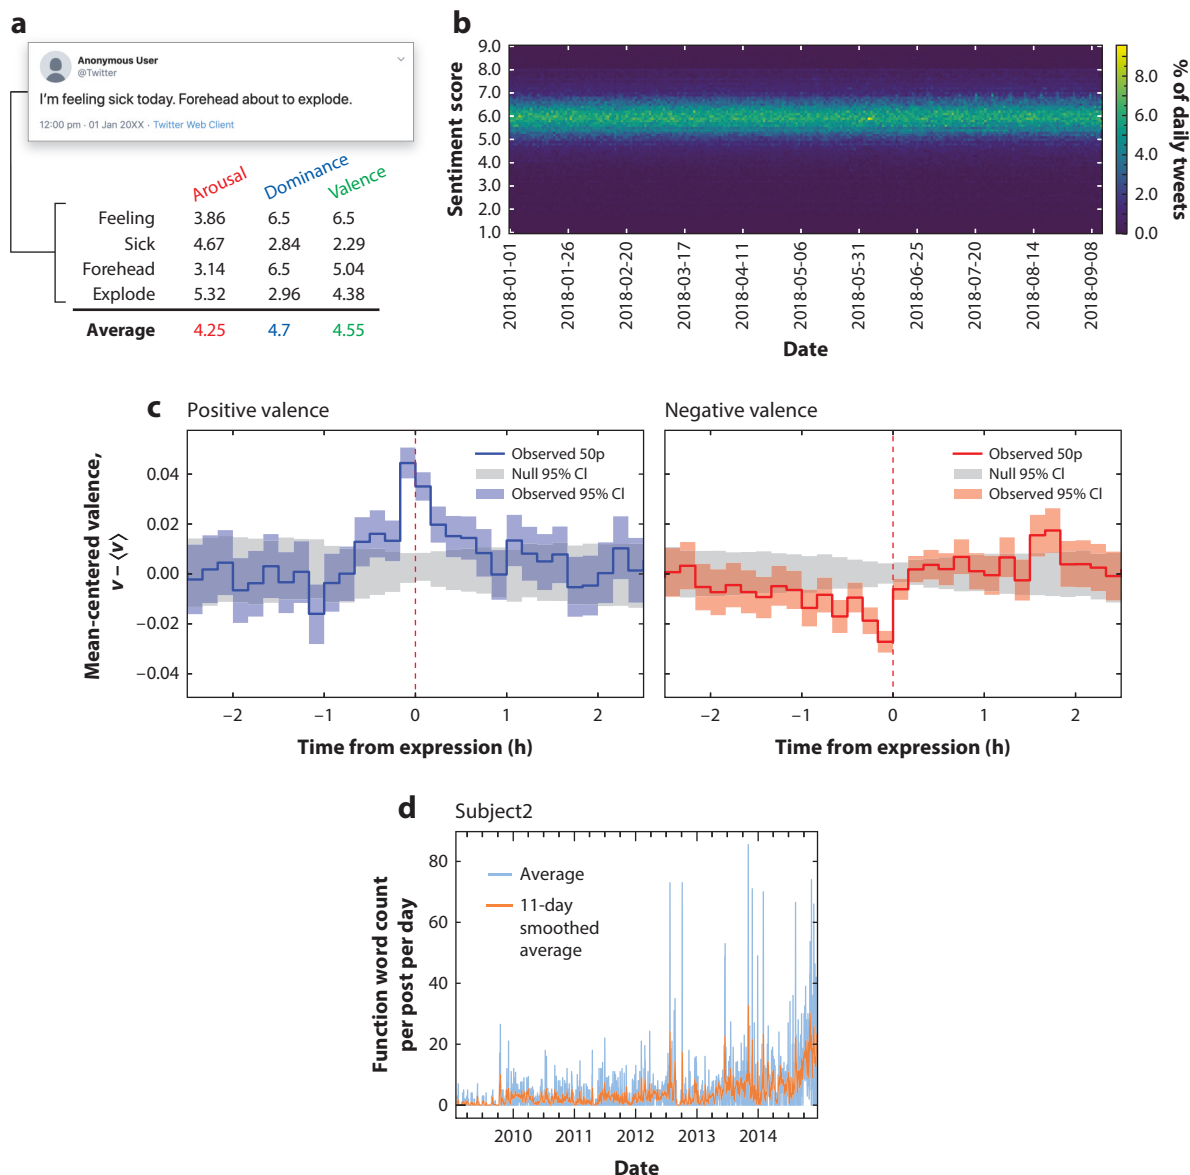 a
Anonymous User
@Twitter
I'm feeling sick today. Forehead about to explode.
12:00 pm · 01 Jan 20XX · Twitter Web Client
Arousal Dominance Valence
Feeling 3.86 6.5 6.5
Sick 4.67 2.84 2.29
Forehead 3.14 6.5 5.04
Explode 5.32 2.96 4.38
Average 4.25 4.7 4.55
b
Sentiment score
9.0
8.0
7.0
6.0
5.0
4.0
3.0
2.0
1.0
2018-01-01
2018-01-26
2018-02-20
2018-03-17
2018-04-11
2018-05-06
2018-05-31
2018-06-25
2018-07-20
2018-08-14
2018-09-08
Date
8.0
6.0
4.0
2.0
0.0
% of daily tweets
c
Positive valence
Mean-centered valence,
v – ⟨v⟩
0.04
0.02
0.00
–0.02
–0.04
Observed 50p
Null 95% CI
Observed 95% CI
–2 –1 0 1 2
Time from expression (h)
Negative valence
Observed 50p
Null 95% CI
Observed 95% CI
–2 –1 0 1 2
Time from expression (h)
d
Subject2
Function word count
per post per day
80
60
40
20
0
Average
11-day
smoothed
average
2010 2011 2012 2013 2014
Date